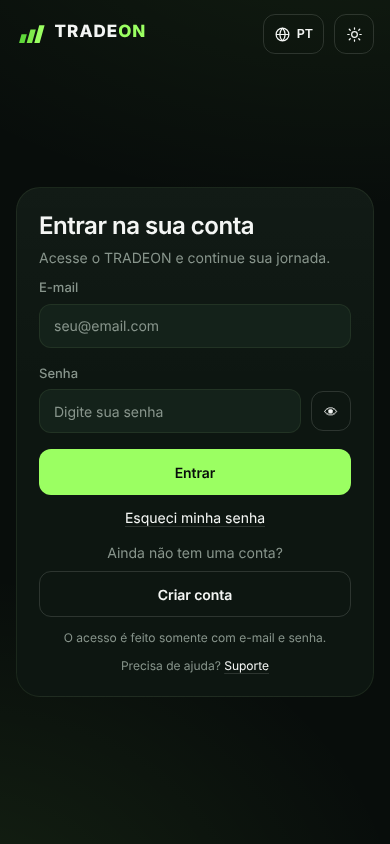 TRADEON
PT
Entrar na sua conta
Acesse o TRADEON e continue sua jornada.
E-mail
seu@email.com
Senha
Digite sua senha
Entrar
Esqueci minha senha
Ainda não tem uma conta?
Criar conta
O acesso é feito somente com e-mail e senha.
Precisa de ajuda? Suporte